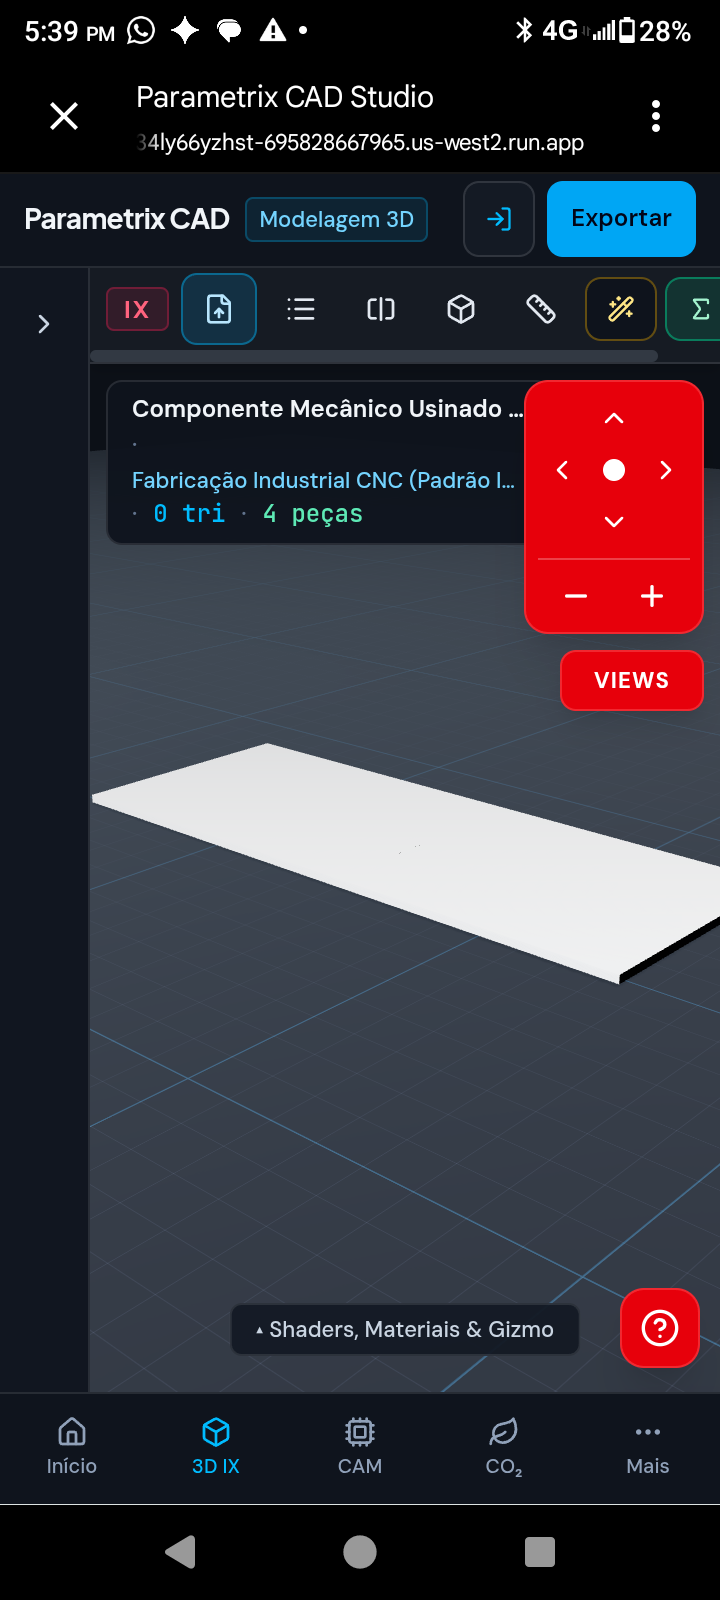 5:39 PM
4G 28%
Parametrix CAD Studio
34ly66yzhst-695828667965.us-west2.run.app
Parametrix CAD
Modelagem 3D
Exportar
IX
Σ
Componente Mecânico Usinado ...
·
Fabricação Industrial CNC (Padrão I...
· 0 tri · 4 peças
VIEWS
▴ Shaders, Materiais & Gizmo
Início
3D IX
CAM
CO₂
Mais